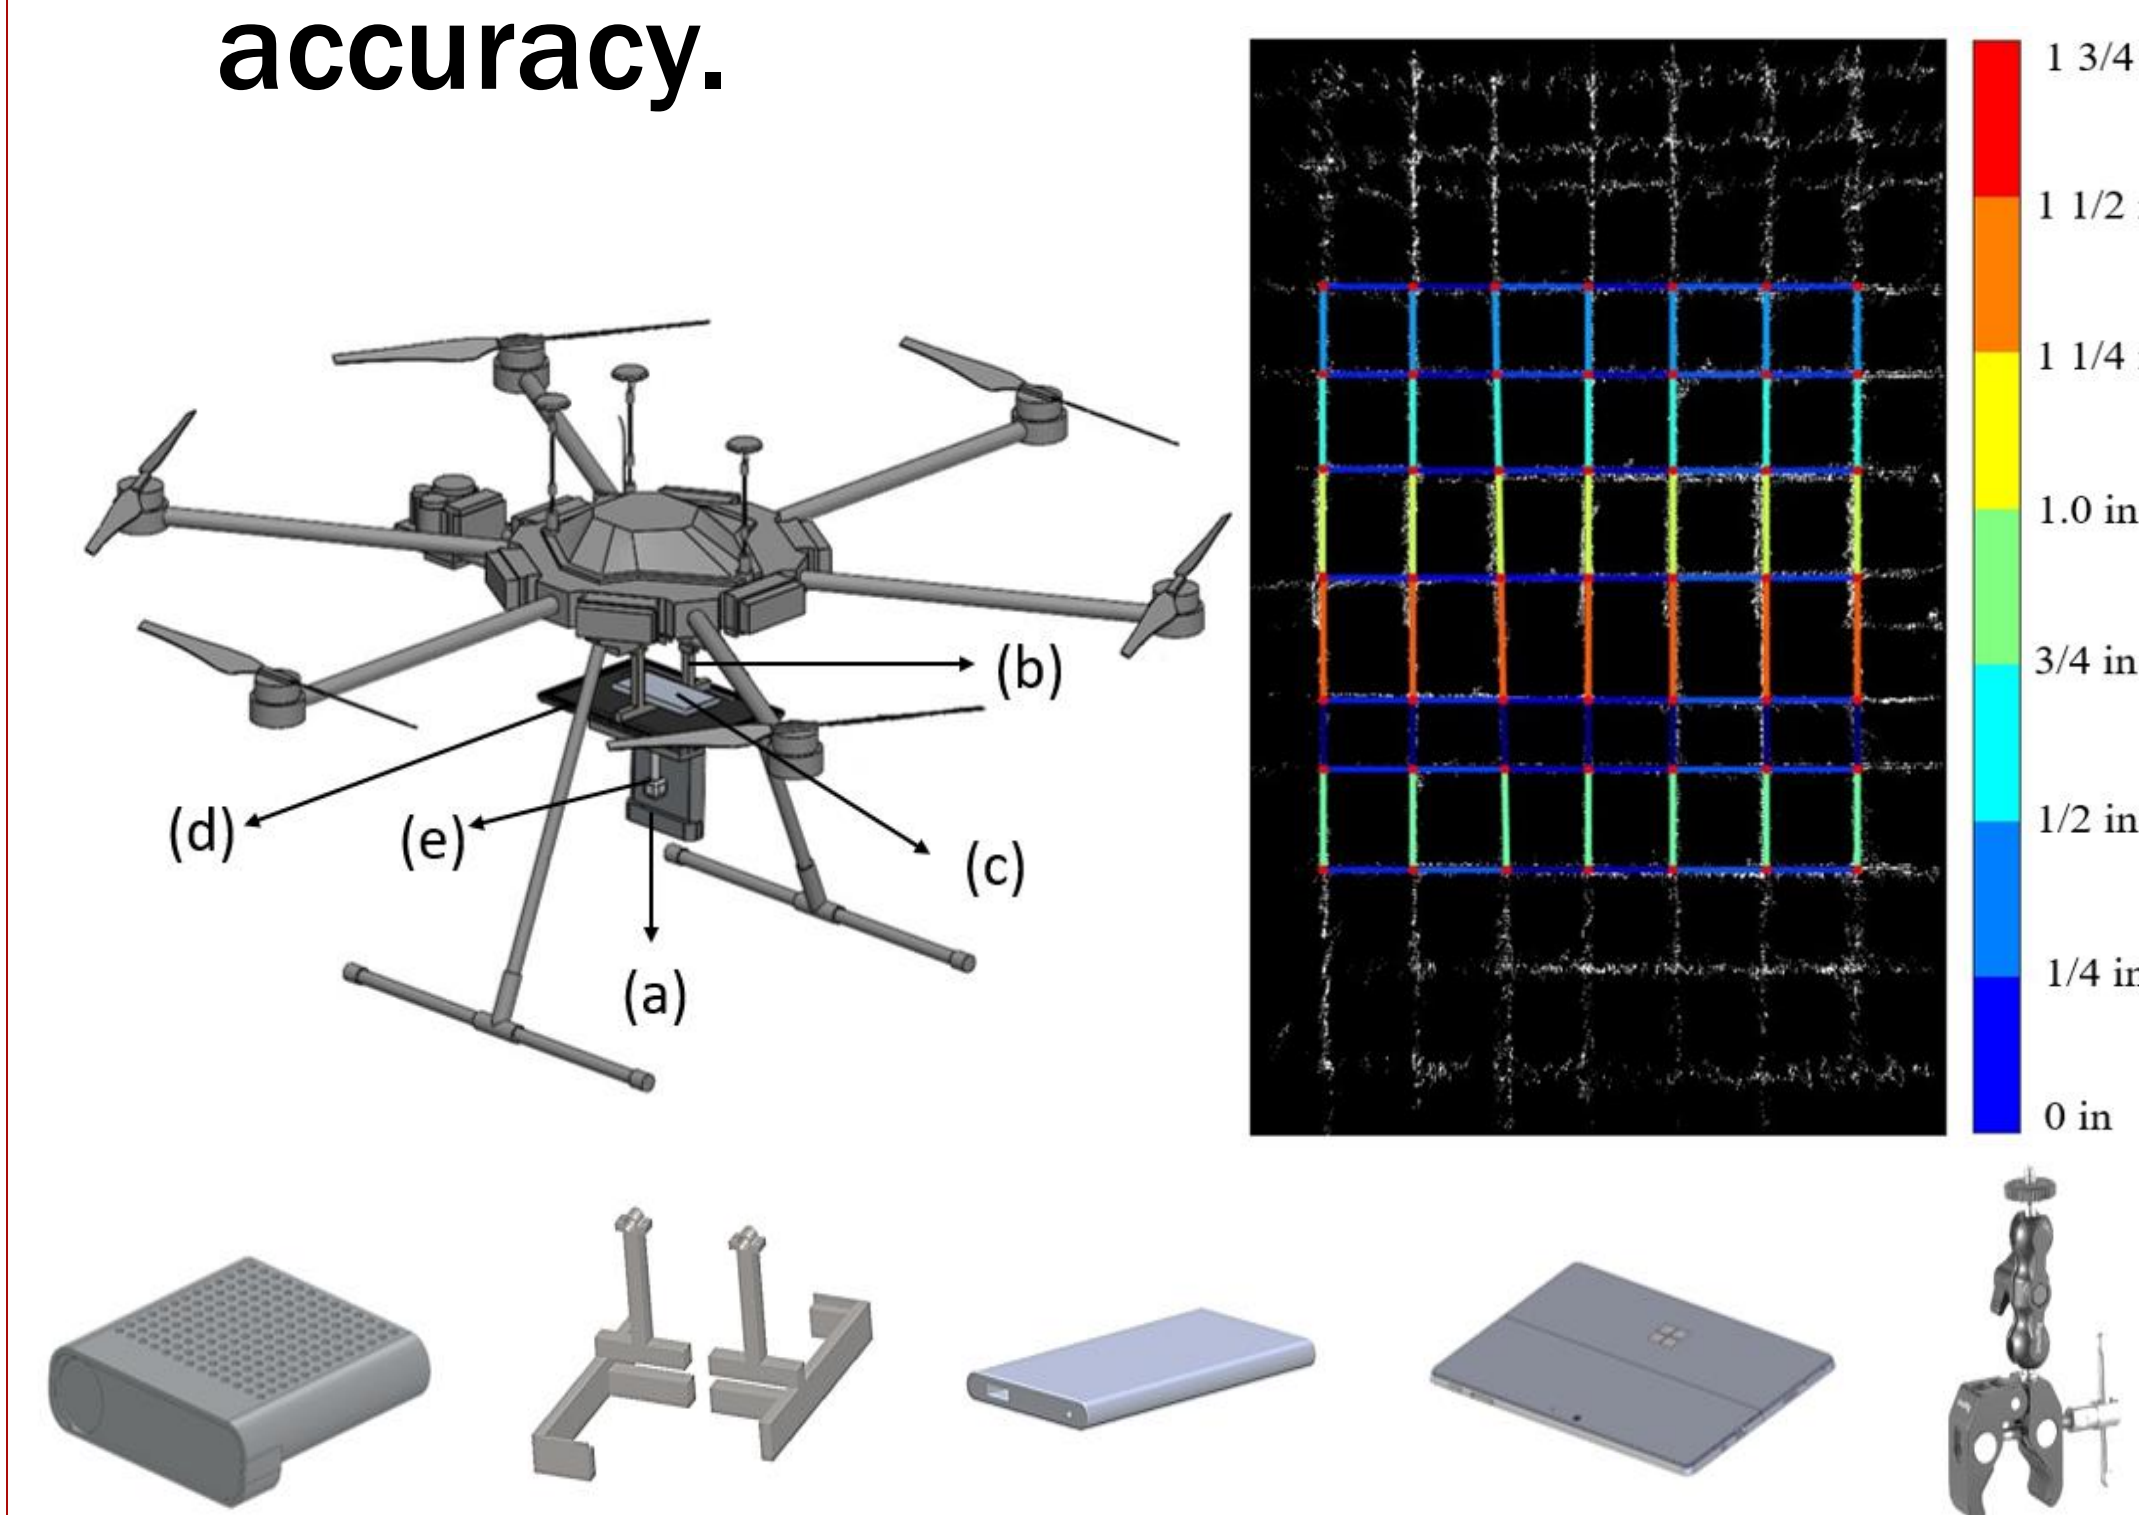 accuracy.
(b)
(d)
(e)
(c)
(a)
1 3/4
1 1/2
1 1/4
1.0 in
3/4 in
1/2 in
1/4 in
0 in